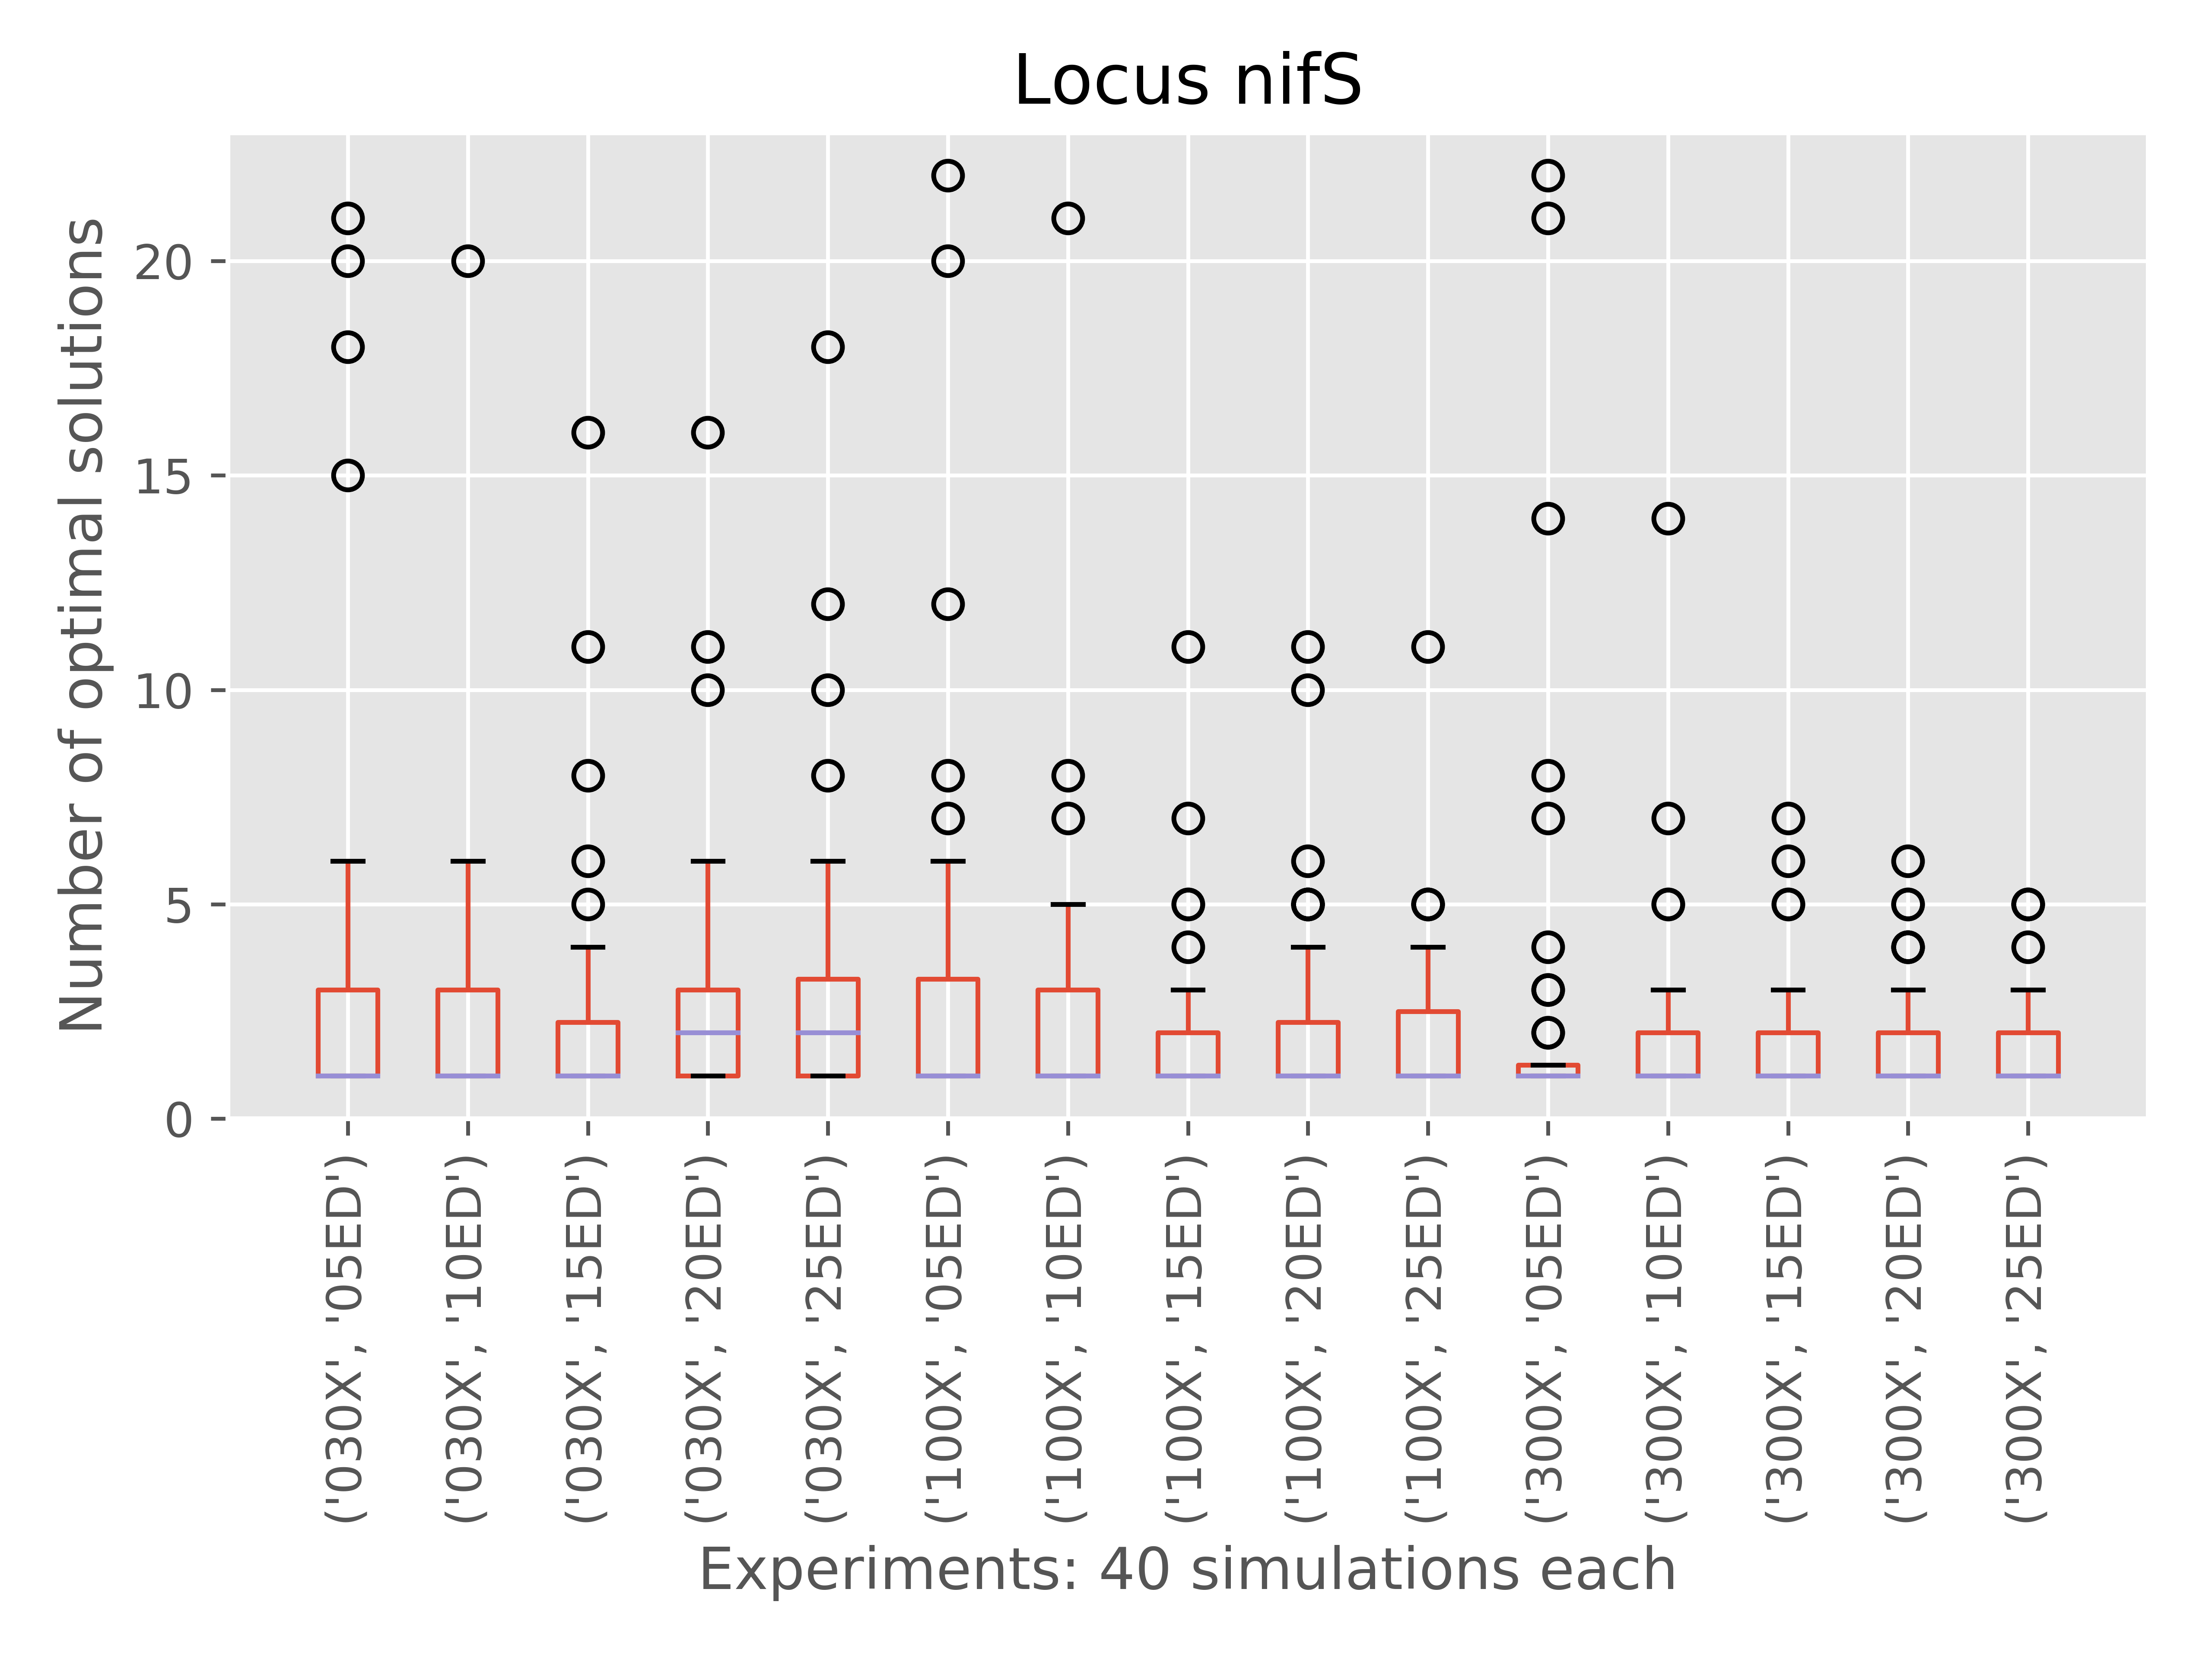 Locus nifS
Number of optimal solutions
20
15
10
5
0
('030X', '05ED')
('030X', '10ED')
('030X', '15ED')
('030X', '20ED')
('030X', '25ED')
('100X', '05ED')
('100X', '10ED')
('100X', '15ED')
('100X', '20ED')
('100X', '25ED')
('300X', '05ED')
('300X', '10ED')
('300X', '15ED')
('300X', '20ED')
('300X', '25ED')
Experiments: 40 simulations each